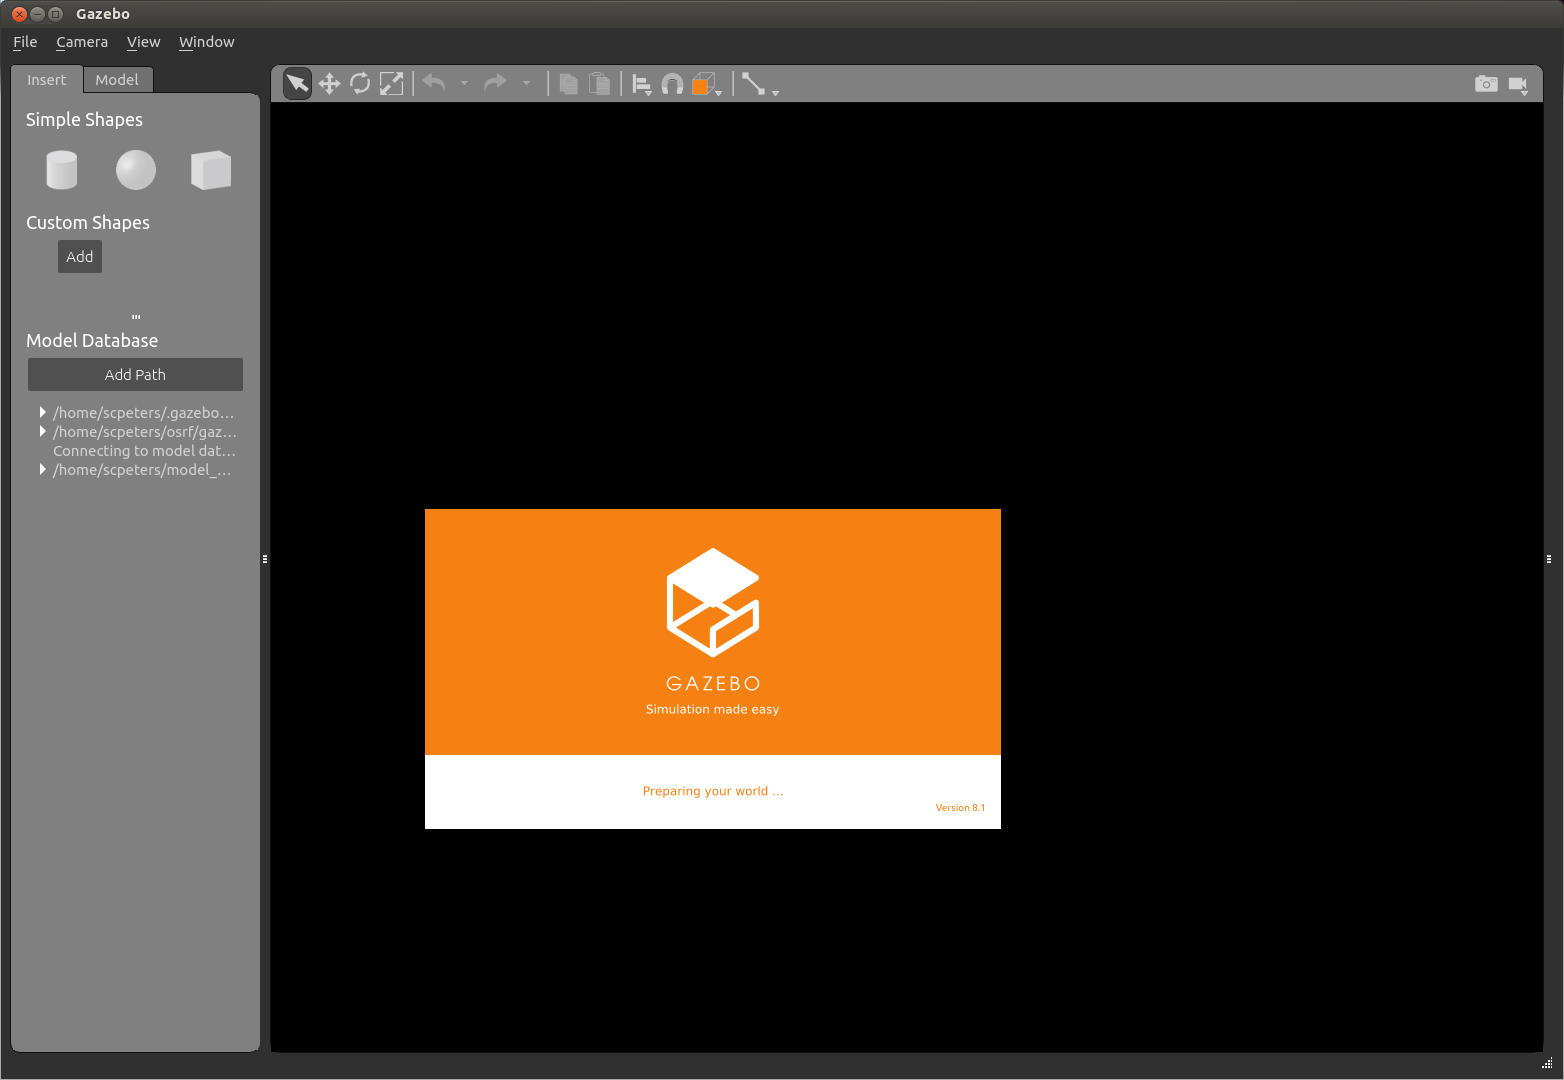 Gazebo
File Camera View Window
Insert Model
Simple Shapes
Custom Shapes
Add
Model Database
Add Path
/home/scpeters/.gazebo...
/home/scpeters/osrf/gaz...
Connecting to model dat...
/home/scpeters/model_...
GAZEBO
Simulation made easy
Preparing your world ...
Version 8.1